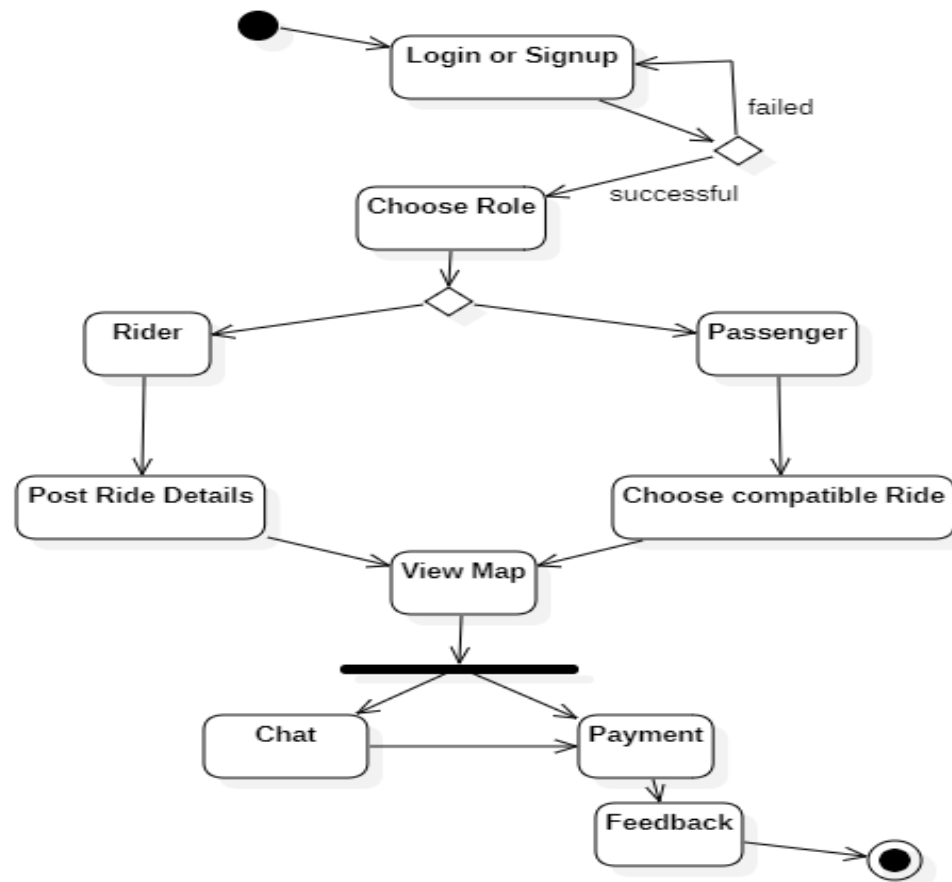 Login or Signup
failed
successful
Choose Role
Rider
Passenger
Post Ride Details
Choose compatible Ride
View Map
Chat
Payment
Feedback